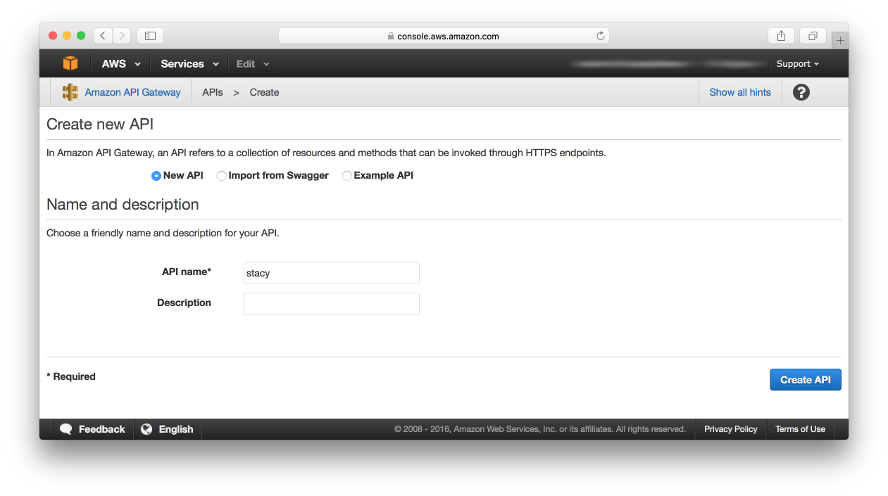 console.aws.amazon.com
AWS Services Edit Support
Amazon API Gateway APIs > Create Show all hints ?
Create new API
In Amazon API Gateway, an API refers to a collection of resources and methods that can be invoked through HTTPS endpoints.
New API Import from Swagger Example API
Name and description
Choose a friendly name and description for your API.
API name* stacy
Description
* Required
Create API
Feedback English © 2008 - 2016, Amazon Web Services, Inc. or its affiliates. All rights reserved. Privacy Policy Terms of Use